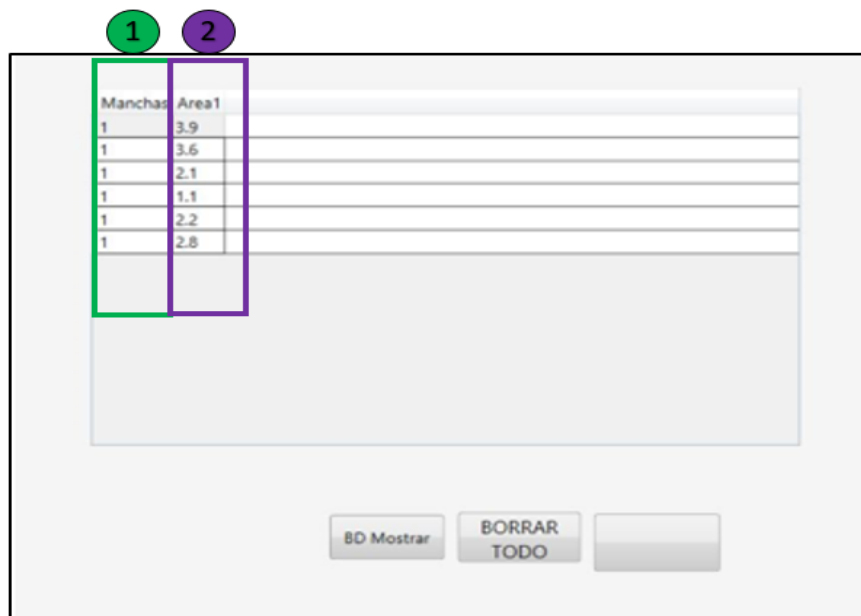 1 2
Manchas Area1
1 3.9
1 3.6
1 2.1
1 1.1
1 2.2
1 2.8
BD Mostrar
BORRAR
TODO